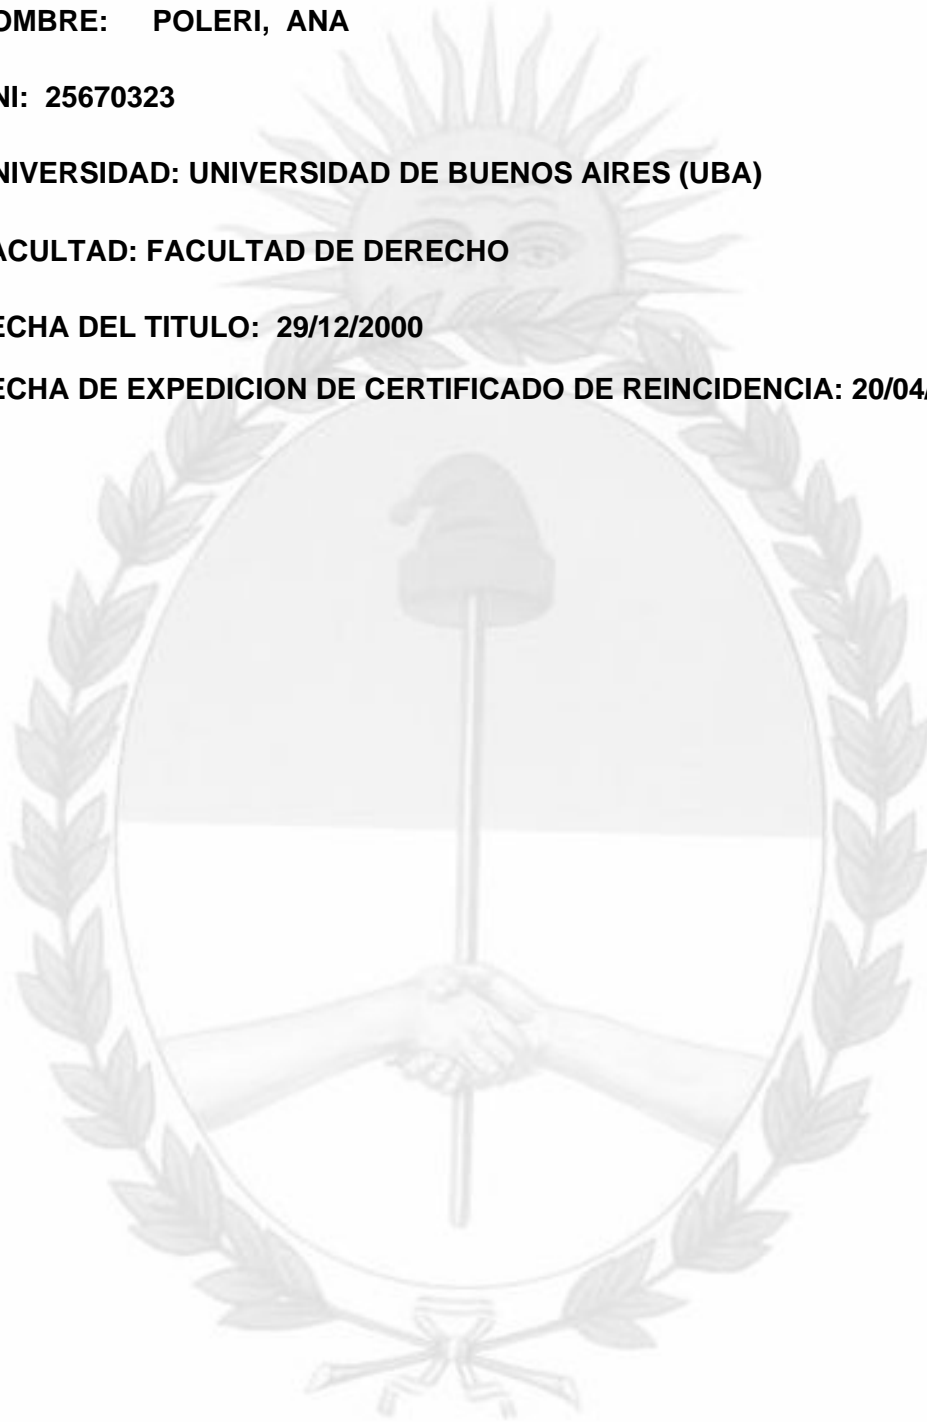 OMBRE: POLERI, ANA
NI: 25670323
NIVERSIDAD: UNIVERSIDAD DE BUENOS AIRES (UBA)
ACULTAD: FACULTAD DE DERECHO
ECHA DEL TITULO: 29/12/2000
ECHA DE EXPEDICION DE CERTIFICADO DE REINCIDENCIA: 20/04/